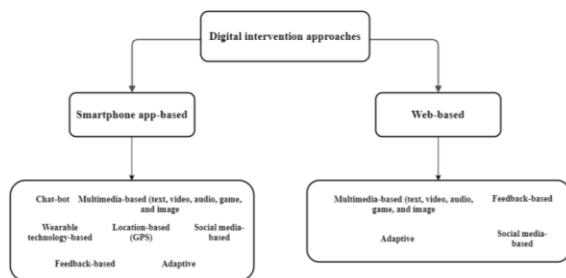 Digital intervention approaches
Smartphone app-based
Web-based
Chat-bot
Multimedia-based (text, video, audio, game,
and image
Wearable
technology-based
Location-based
(GPS)
Social media-
based
Feedback-based
Adaptive
Multimedia-based (text, video, audio,
game, and image
Feedback-based
Adaptive
Social media-
based